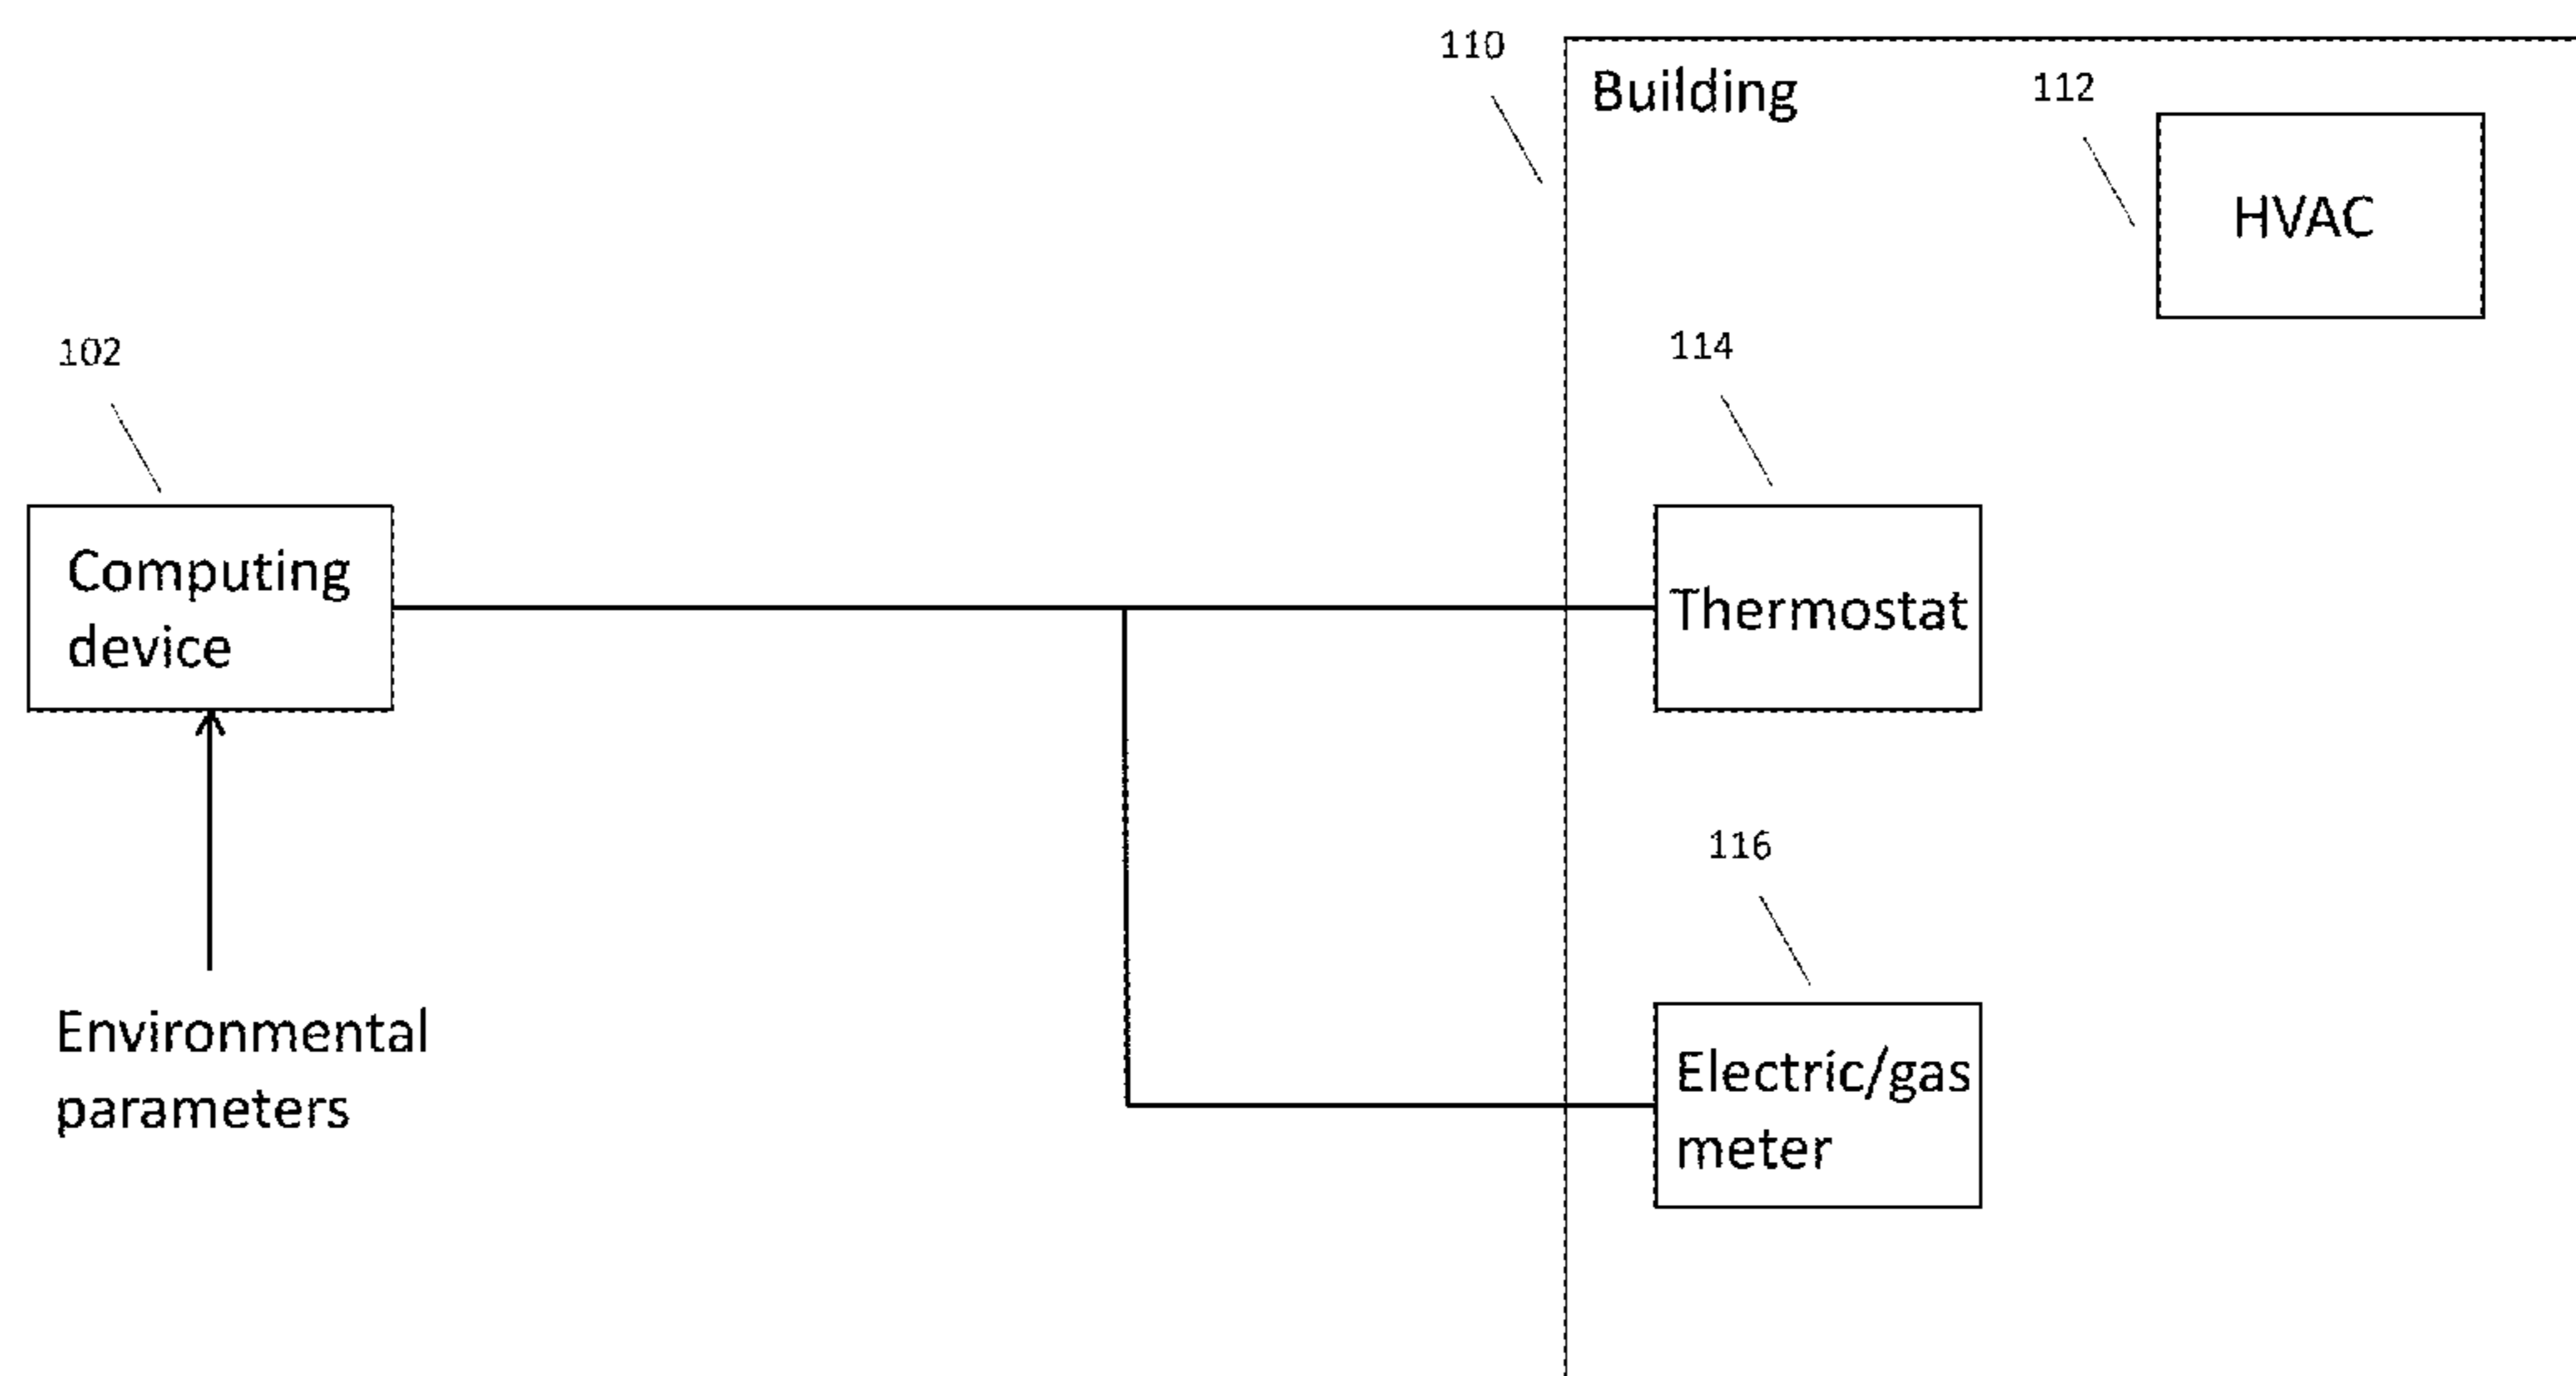 110
Building
112
HVAC
102
114
Computing
device
Thermostat
116
Environmental
parameters
Electric/gas
meter